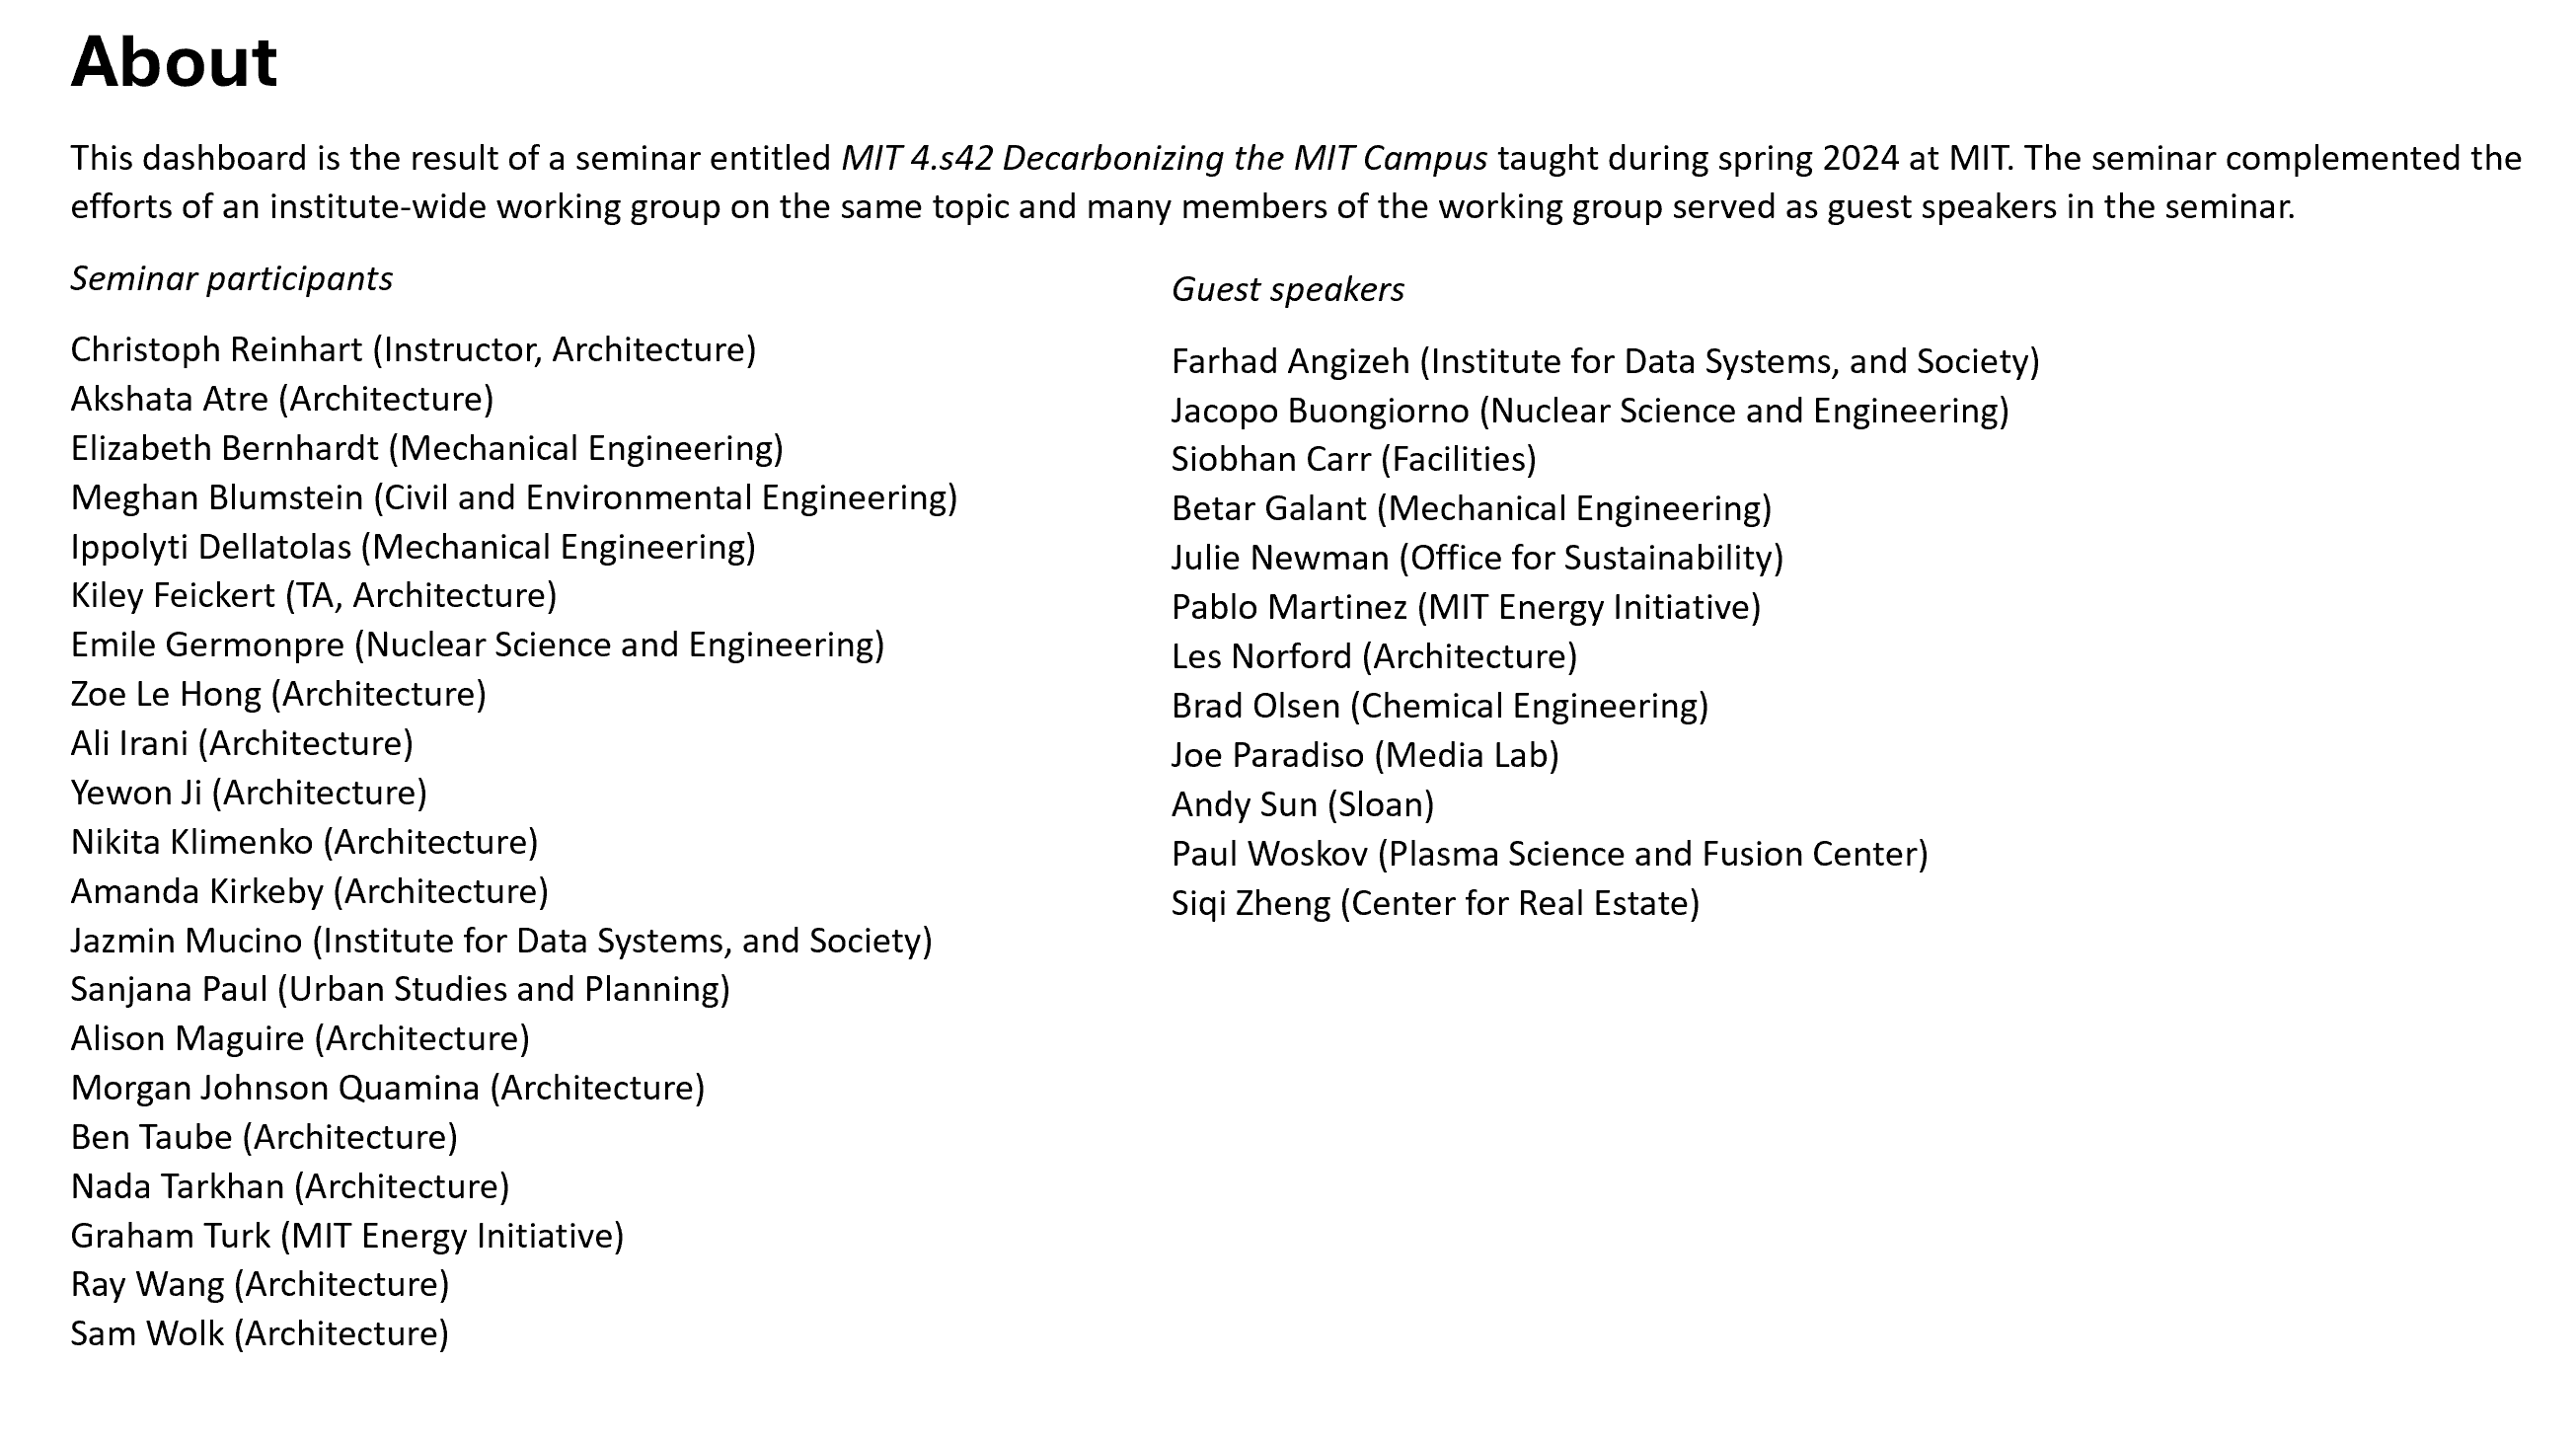 About
This dashboard is the result of a seminar entitled MIT 4.s42 Decarbonizing the MIT Campus taught during spring 2024 at MIT. The seminar complemented the
efforts of an institute-wide working group on the same topic and many members of the working group served as guest speakers in the seminar.
Seminar participants
Christoph Reinhart (Instructor, Architecture)
Akshata Atre (Architecture)
Elizabeth Bernhardt (Mechanical Engineering)
Meghan Blumstein (Civil and Environmental Engineering)
Ippolyti Dellatolas (Mechanical Engineering)
Kiley Feickert (TA, Architecture)
Emile Germonpre (Nuclear Science and Engineering)
Zoe Le Hong (Architecture)
Ali Irani (Architecture)
Yewon Ji (Architecture)
Nikita Klimenko (Architecture)
Amanda Kirkeby (Architecture)
Jazmin Mucino (Institute for Data Systems, and Society)
Sanjana Paul (Urban Studies and Planning)
Alison Maguire (Architecture)
Morgan Johnson Quamina (Architecture)
Ben Taube (Architecture)
Nada Tarkhan (Architecture)
Graham Turk (MIT Energy Initiative)
Ray Wang (Architecture)
Sam Wolk (Architecture)
Guest speakers
Farhad Angizeh (Institute for Data Systems, and Society)
Jacopo Buongiorno (Nuclear Science and Engineering)
Siobhan Carr (Facilities)
Betar Galant (Mechanical Engineering)
Julie Newman (Office for Sustainability)
Pablo Martinez (MIT Energy Initiative)
Les Norford (Architecture)
Brad Olsen (Chemical Engineering)
Joe Paradiso (Media Lab)
Andy Sun (Sloan)
Paul Woskov (Plasma Science and Fusion Center)
Siqi Zheng (Center for Real Estate)